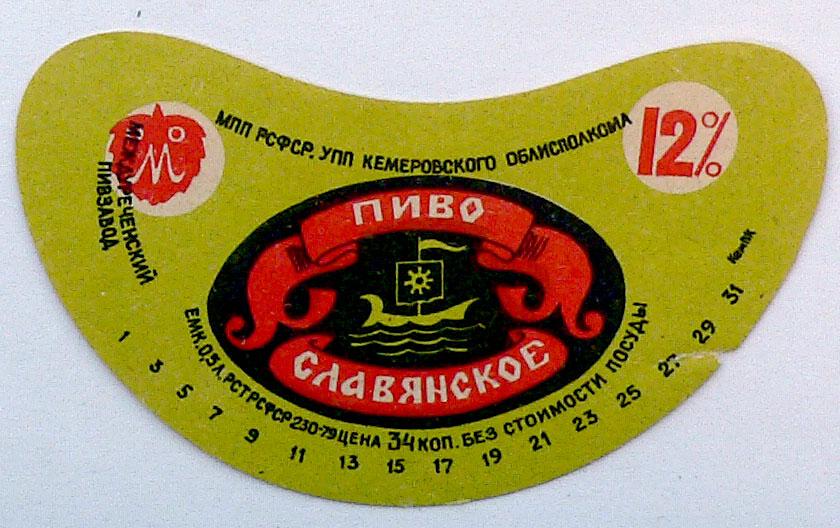 МПП РСФСР. УПП КЕМЕРОВСКОГО ОБЛИСПОЛКОМА
М
МЕЖДУРЕЧЕНСКИЙ
ПИВЗАВОД
12%
ПИВО
СЛАВЯНСКОЕ
ЕМК. 0,5 Л. РСТ РСФСР 230-79 ЦЕНА 34 КОП. БЕЗ СТОИМОСТИ ПОСУДЫ
1 3 5 7 9 11 13 15 17 19 21 23 25 27 29 31
КемПК